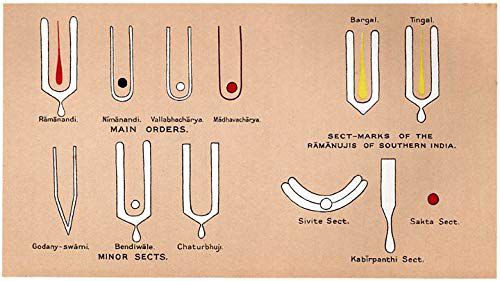 Bargal. Tingal.
Rāmānandi. Nīmānandi. Vallabhachārya. Mādhavachārya.
MAIN ORDERS.
SECT-MARKS OF THE
RĀMĀNUJIS OF SOUTHERN INDIA.
Sivite Sect. Sakta Sect.
Godany-swāmi. Bendiwāle. Chaturbhuji.
Kabīrpanthi Sect.
MINOR SECTS.